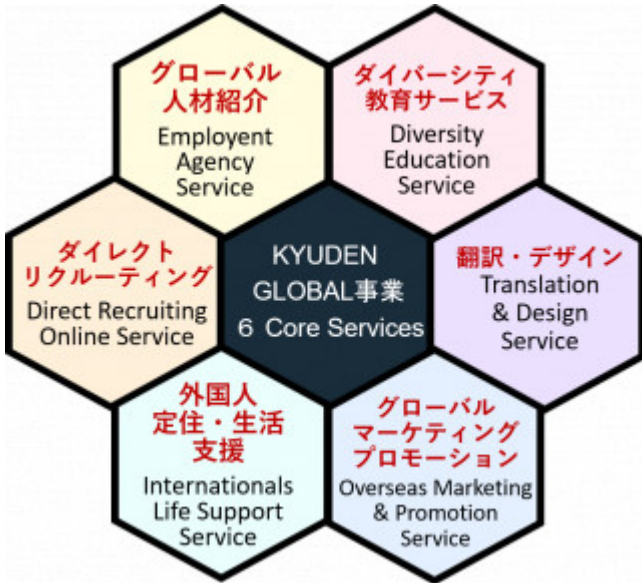 グローバル
人材紹介
Employent
Agency
Service
ダイバーシティ
教育サービス
Diversity
Education
Service
ダイレクト
リクルーティング
Direct Recruiting
Online Service
KYUDEN
GLOBAL事業
6 Core Services
翻訳・デザイン
Translation
& Design
Service
外国人
定住・生活
支援
Internationals
Life Support
Service
グローバル
マーケティング
プロモーション
Overseas Marketing
& Promotion
Service